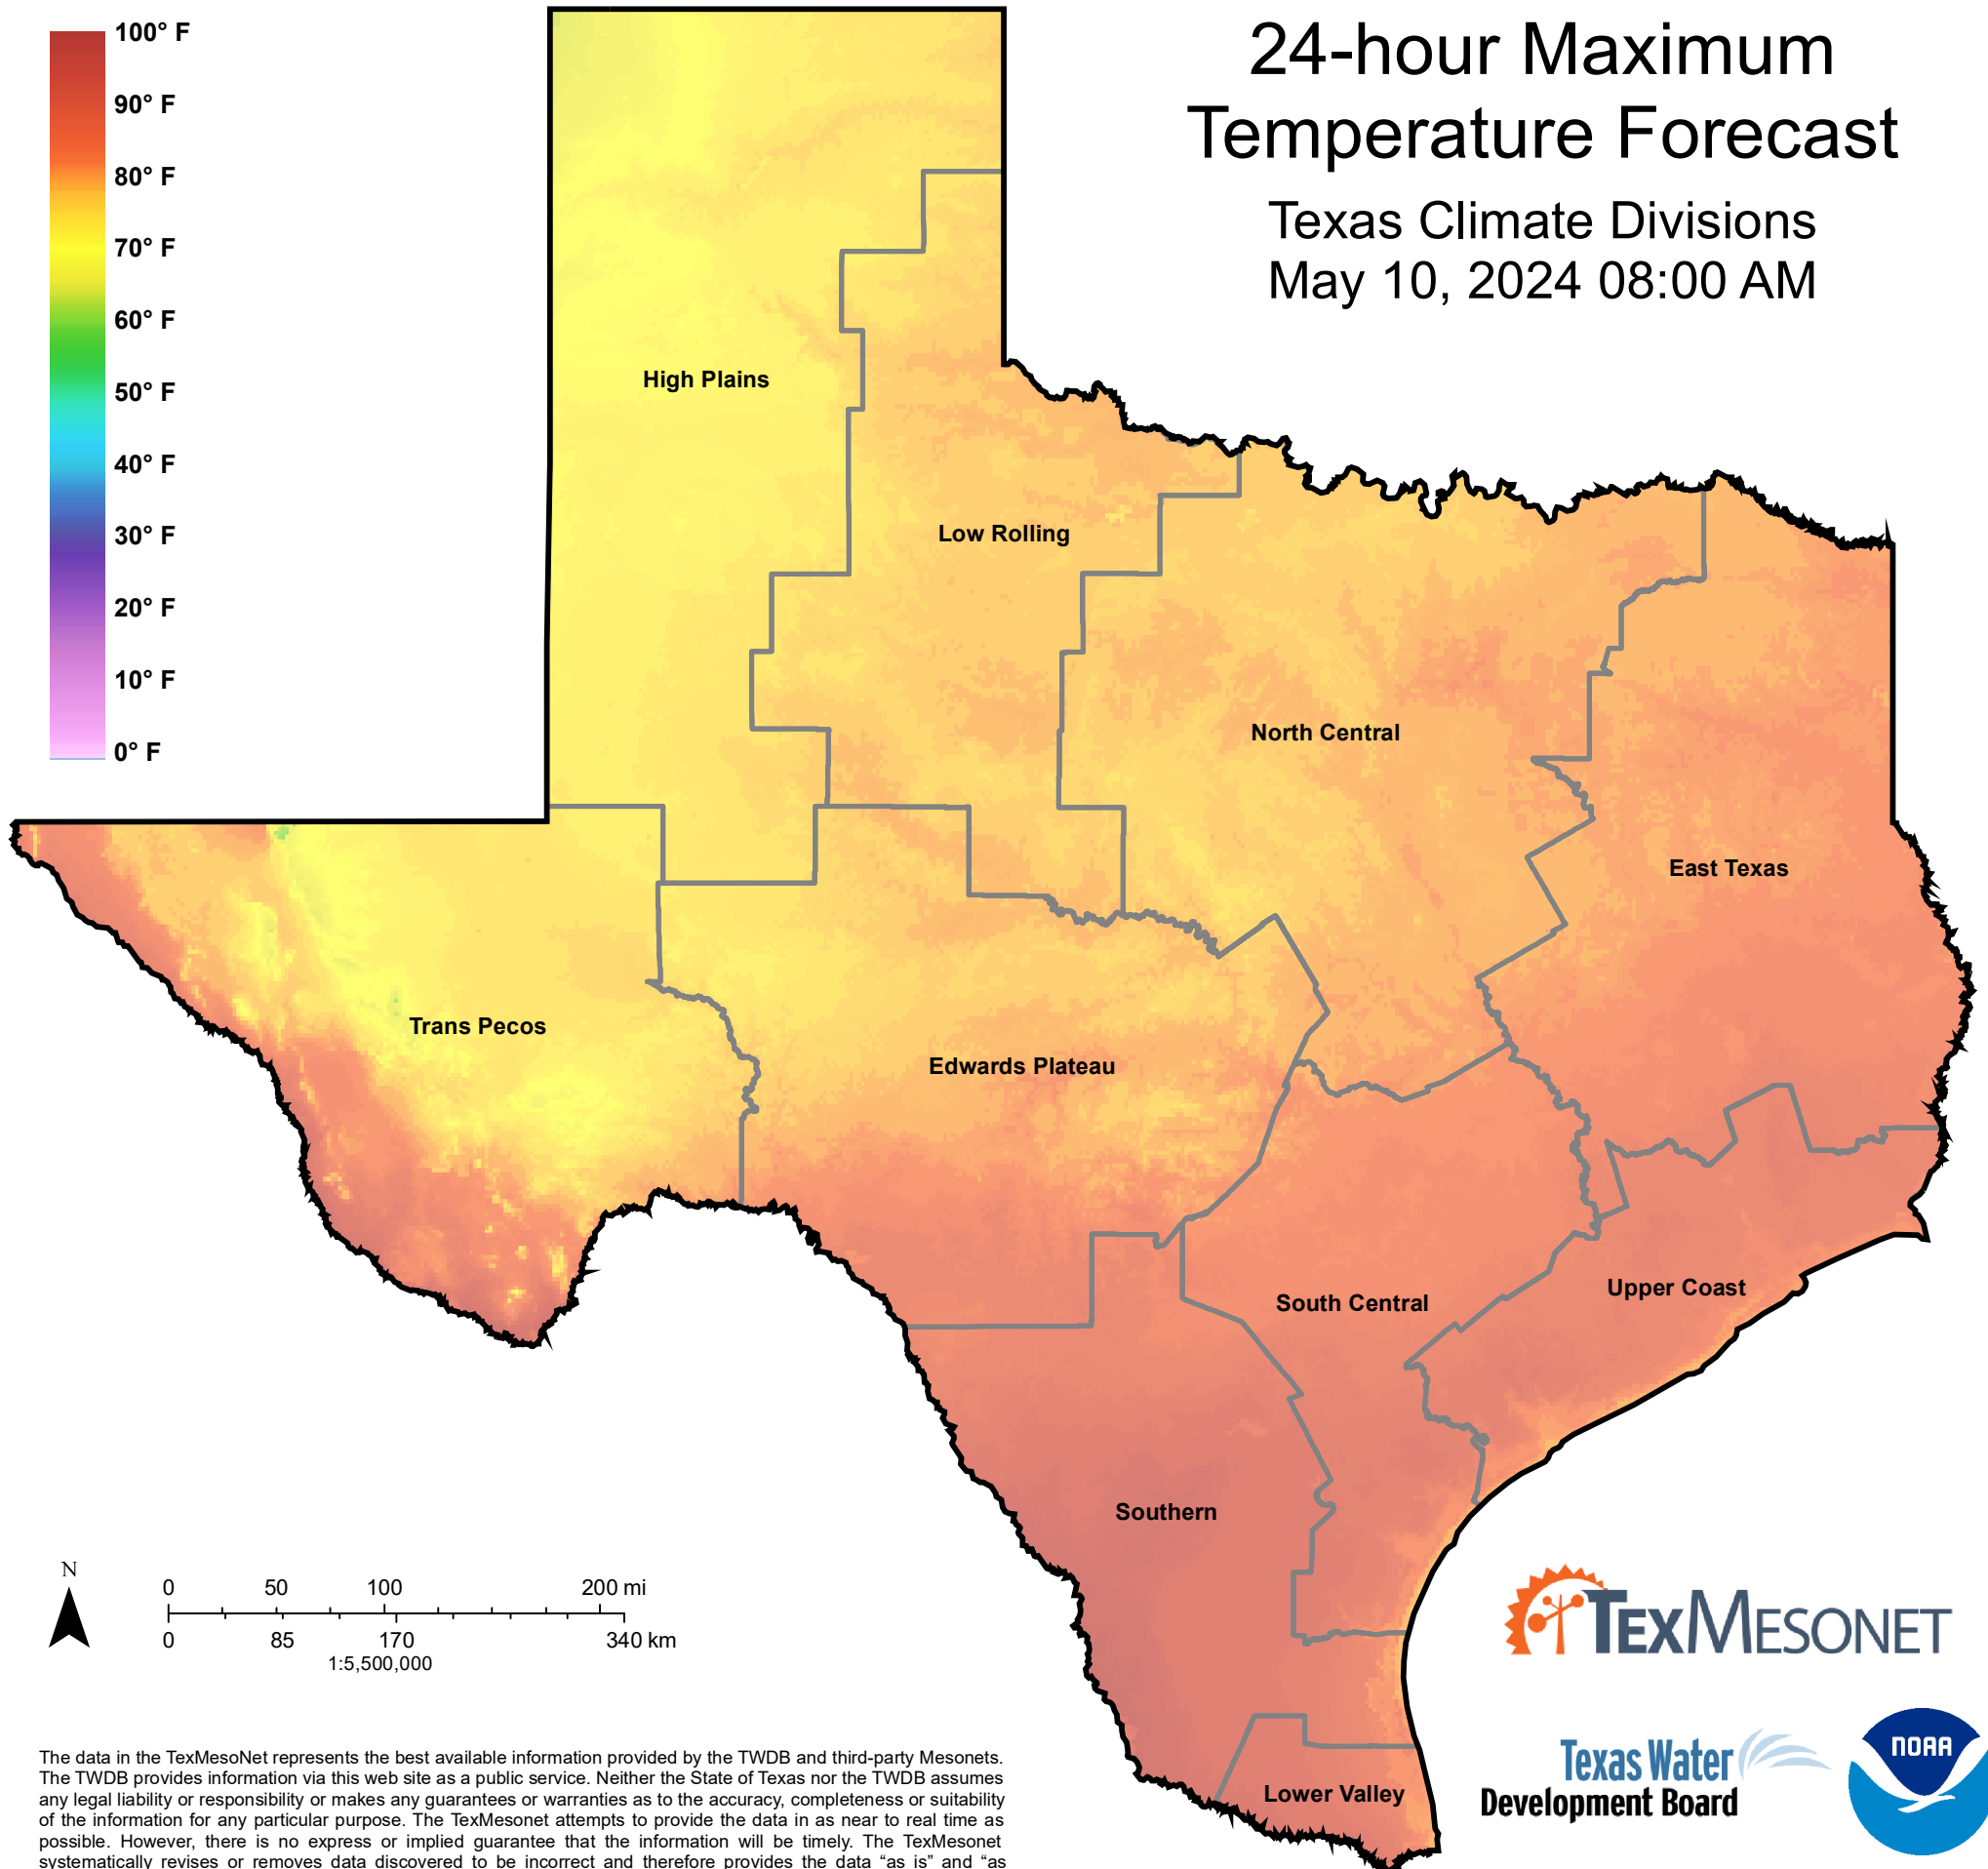 24-hour Maximum
Temperature Forecast
Texas Climate Divisions
May 10, 2024 08:00 AM
100° F
90° F
80° F
70° F
60° F
50° F
40° F
30° F
20° F
10° F
0° F
High Plains
Low Rolling
North Central
East Texas
Trans Pecos
Edwards Plateau
South Central
Upper Coast
Southern
Lower Valley
N
0 50 100 200 mi
0 85 170 340 km
1:5,500,000
TEXMESONET
Texas Water
Development Board
NOAA
The data in the TexMesoNet represents the best available information provided by the TWDB and third-party Mesonets.
The TWDB provides information via this web site as a public service. Neither the State of Texas nor the TWDB assumes
any legal liability or responsibility or makes any guarantees or warranties as to the accuracy, completeness or suitability
of the information for any particular purpose. The TexMesonet attempts to provide the data in as near to real time as
possible. However, there is no express or implied guarantee that the information will be timely. The TexMesonet
systematically revises or removes data discovered to be incorrect and therefore provides the data “as is” and “as